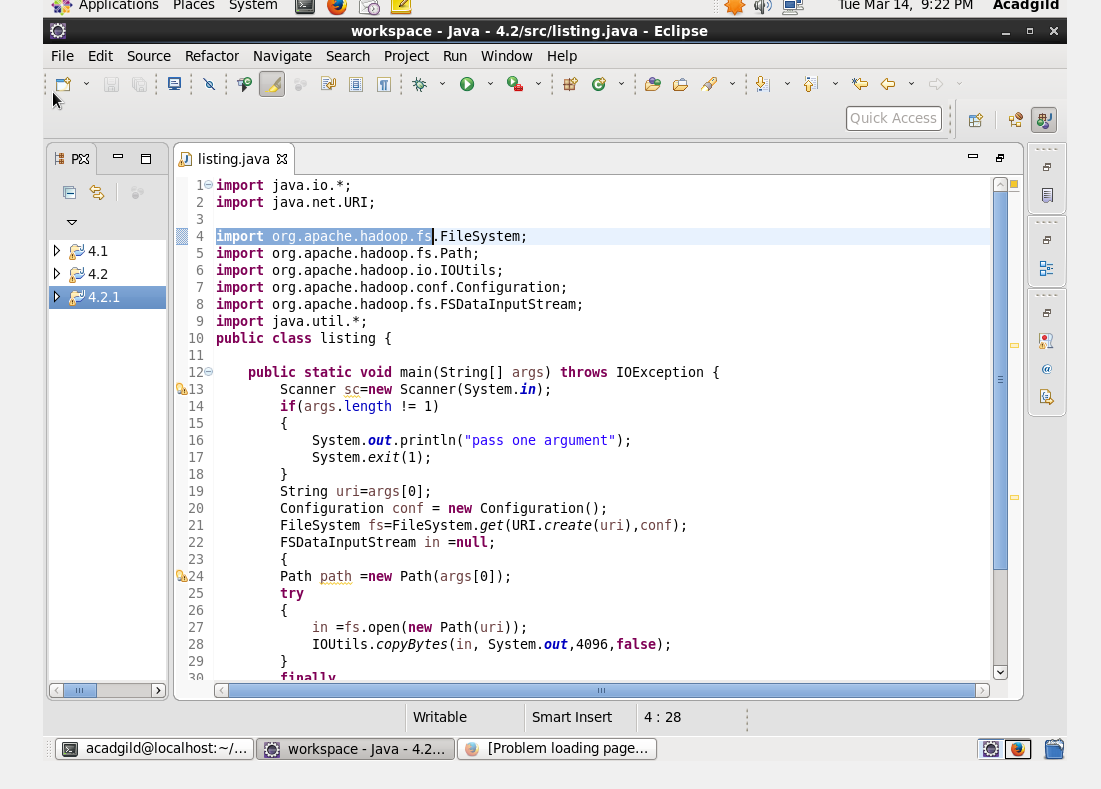 Applications Places System Tue Mar 14, 9:22 PM Acadgild
workspace - Java - 4.2/src/listing.java - Eclipse
File Edit Source Refactor Navigate Search Project Run Window Help
Quick Access
P listing.java
4.1
4.2
4.2.1
1 import java.io.*;
2 import java.net.URI;
3
4 import org.apache.hadoop.fs.FileSystem;
5 import org.apache.hadoop.fs.Path;
6 import org.apache.hadoop.io.IOUtils;
7 import org.apache.hadoop.conf.Configuration;
8 import org.apache.hadoop.fs.FSDataInputStream;
9 import java.util.*;
10 public class listing {
11
12 public static void main(String[] args) throws IOException {
13 Scanner sc=new Scanner(System.in);
14 if(args.length != 1)
15 {
16 System.out.println("pass one argument");
17 System.exit(1);
18 }
19 String uri=args[0];
20 Configuration conf = new Configuration();
21 FileSystem fs=FileSystem.get(URI.create(uri),conf);
22 FSDataInputStream in =null;
23 {
24 Path path =new Path(args[0]);
25 try
26 {
27 in =fs.open(new Path(uri));
28 IOUtils.copyBytes(in, System.out,4096,false);
29 }
30 finally
Writable Smart Insert 4 : 28
acadgild@localhost:~/... workspace - Java - 4.2... [Problem loading page...